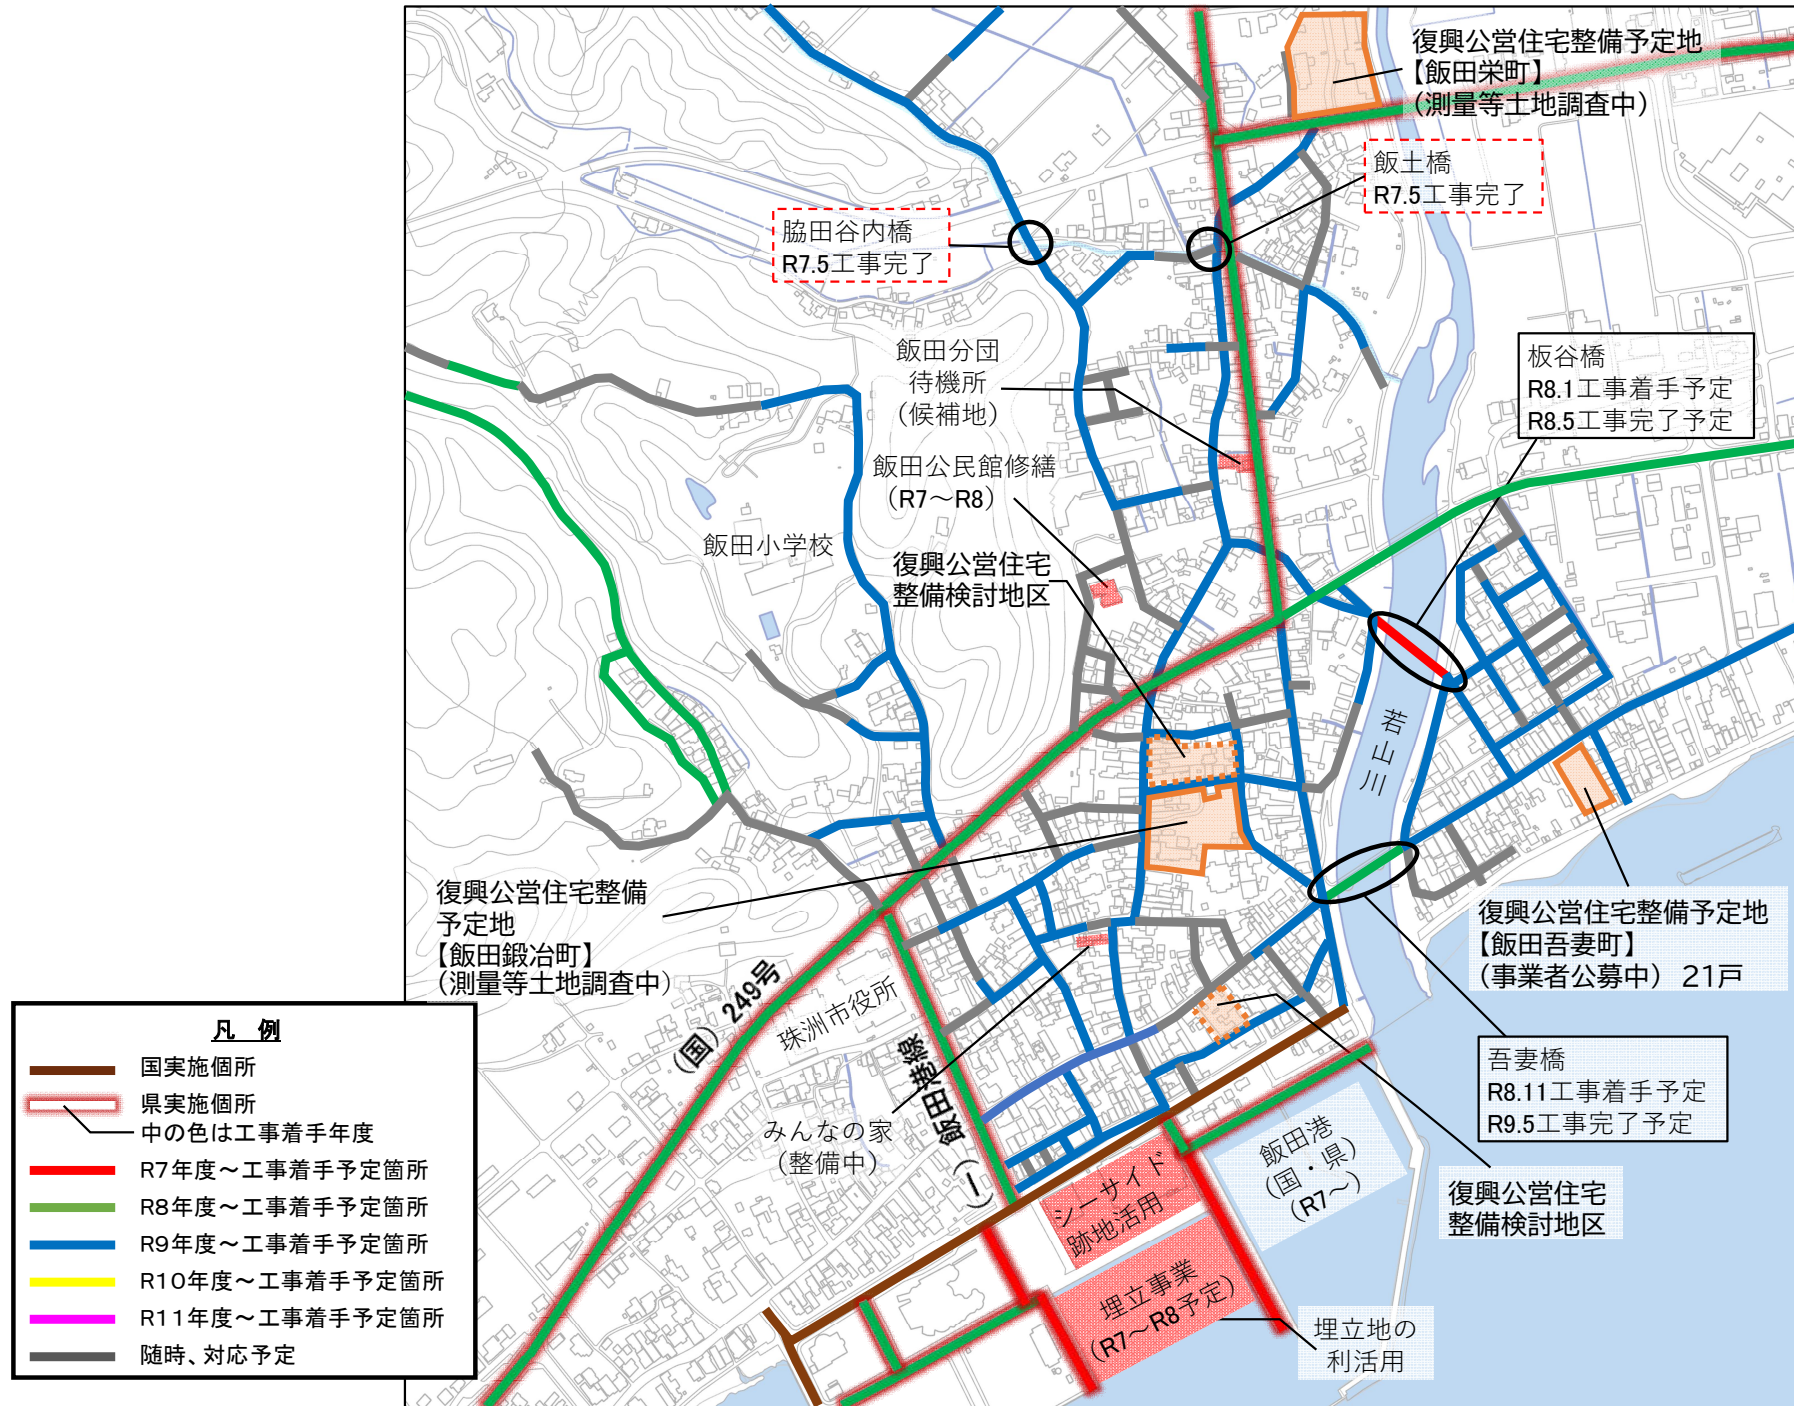 復興公営住宅整備予定地
【飯田栄町】
(測量等土地調査中)
飯土橋
R7.5工事完了
脇田谷内橋
R7.5工事完了
板谷橋
R8.1工事着手予定
R8.5工事完了予定
飯田分団
待機所
(候補地)
飯田公民館修繕
(R7～R8)
飯田小学校
復興公営住宅
整備検討地区
若山川
復興公営住宅整備
予定地
【飯田鍛冶町】
(測量等土地調査中)
復興公営住宅整備予定地
【飯田吾妻町】
(事業者公募中) 21戸
(国) 249号
珠洲市役所
(一) 飯田港線
みんなの家
(整備中)
吾妻橋
R8.11工事着手予定
R9.5工事完了予定
飯田港
(国・県)
(R7～)
復興公営住宅
整備検討地区
シーサイド
跡地活用
埋立事業
(R7～R8予定)
埋立地の
利活用
凡 例
国実施個所
県実施個所
中の色は工事着手年度
R7年度～工事着手予定箇所
R8年度～工事着手予定箇所
R9年度～工事着手予定箇所
R10年度～工事着手予定箇所
R11年度～工事着手予定箇所
随時、対応予定